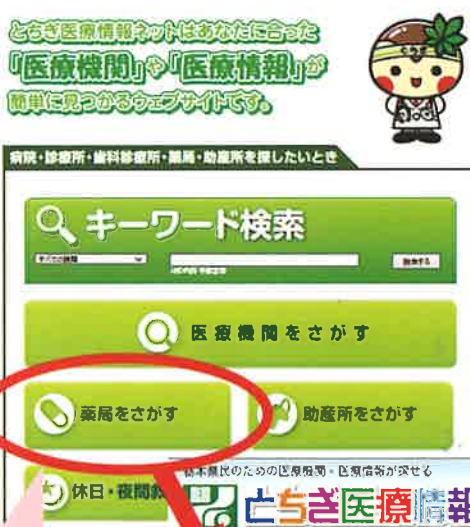 とちぎ医療情報ネットはあなたに合った
「医療機関」や「医療情報」が
簡単に見つかるウェブサイトです。
病院・診療所・歯科診療所・薬局・助産所を探したいとき
キーワード検索
医療機関をさがす
薬局をさがす
助産所をさがす
栃木県民のための医療機関・医療情報が探せる
休日・夜間
とちぎ医療情報